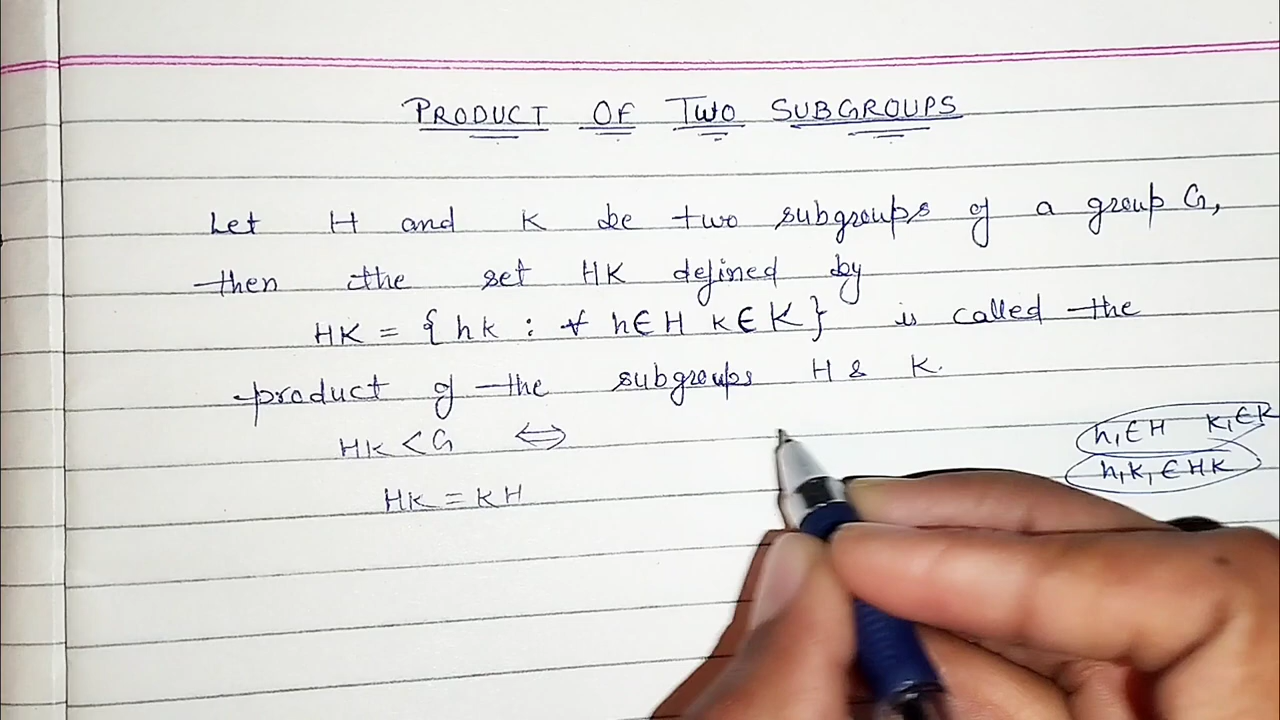 PRODUCT OF TWO SUBGROUPS
Let H and K be two subgroups of a group G,
then the set HK defined by
HK = { hk : ∀ h∈H k∈K } is called the
product of the subgroups H & K.
HK < G ⇔
h₁∈H k₁∈K
h₁k₁∈HK
HK = KH